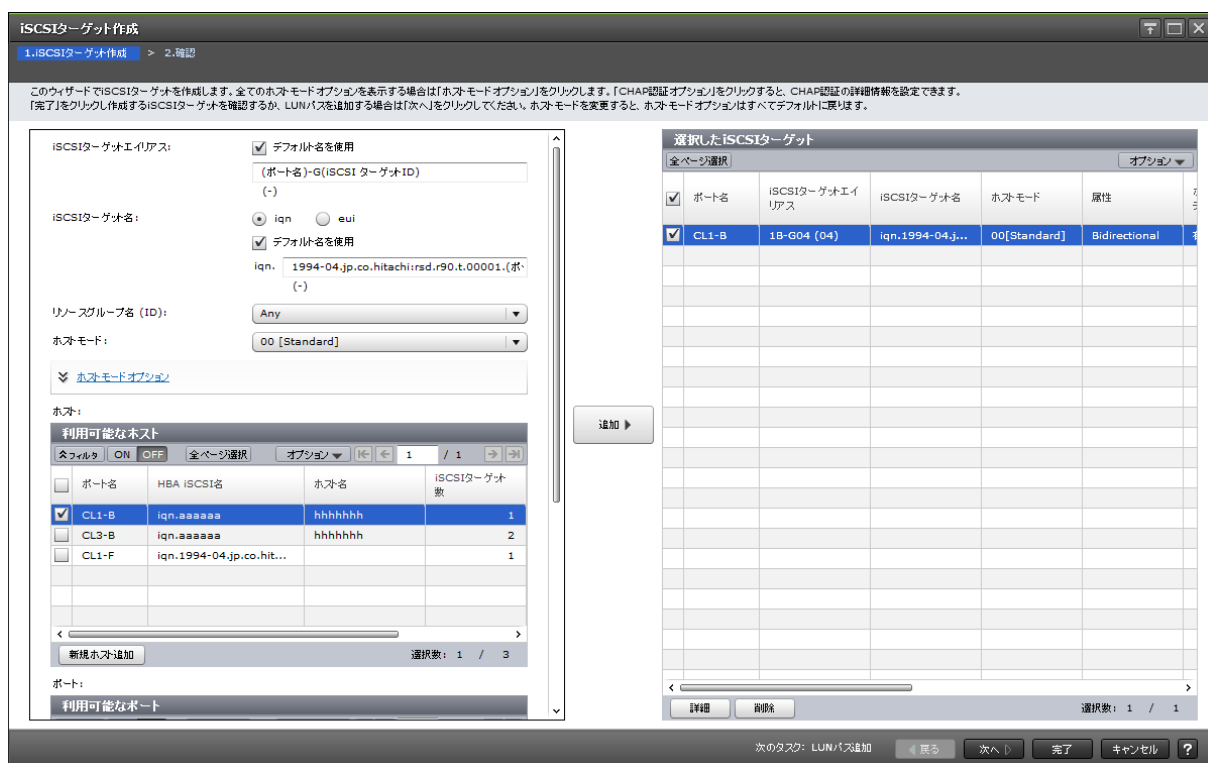 iSCSIターゲット作成
1.iSCSIターゲット作成 > 2.確認
このウィザードでiSCSIターゲットを作成します。全てのホストモードオプションを表示する場合は「ホストモードオプション」をクリックします。「CHAP認証オプション」をクリックすると、CHAP認証の詳細情報を設定できます。
「完了」をクリックし作成するiSCSIターゲットを確認するか、LUNパスを追加する場合は「次へ」をクリックしてください。ホストモードを変更すると、ホストモードオプションはすべてデフォルトに戻ります。
iSCSIターゲットエイリアス:
デフォルト名を使用
(ポート名)-G(iSCSI ターゲットID)
(-)
iSCSIターゲット名:
iqn eui
デフォルト名を使用
iqn. 1994-04.jp.co.hitachi:rsd.r90.t.00001.(ポ
(-)
リソースグループ名 (ID):
Any
ホストモード:
00 [Standard]
ホストモードオプション
ホスト:
利用可能なホスト
フィルタ ON OFF 全ページ選択 オプション 1 / 1
ポート名 HBA iSCSI名 ホスト名 iSCSIターゲット数
CL1-B iqn.aaaaaa hhhhhhh 1
CL3-B iqn.aaaaaa hhhhhhh 2
CL1-F iqn.1994-04.jp.co.hit... 1
新規ホスト追加 選択数: 1 / 3
ポート:
利用可能なポート
追加
選択したiSCSIターゲット
全ページ選択 オプション
ポート名 iSCSIターゲットエイリアス iSCSIターゲット名 ホストモード 属性
CL1-B 1B-G04 (04) iqn.1994-04.j... 00[Standard] Bidirectional
詳細 削除 選択数: 1 / 1
次のタスク: LUNパス追加 戻る 次へ 完了 キャンセル ?